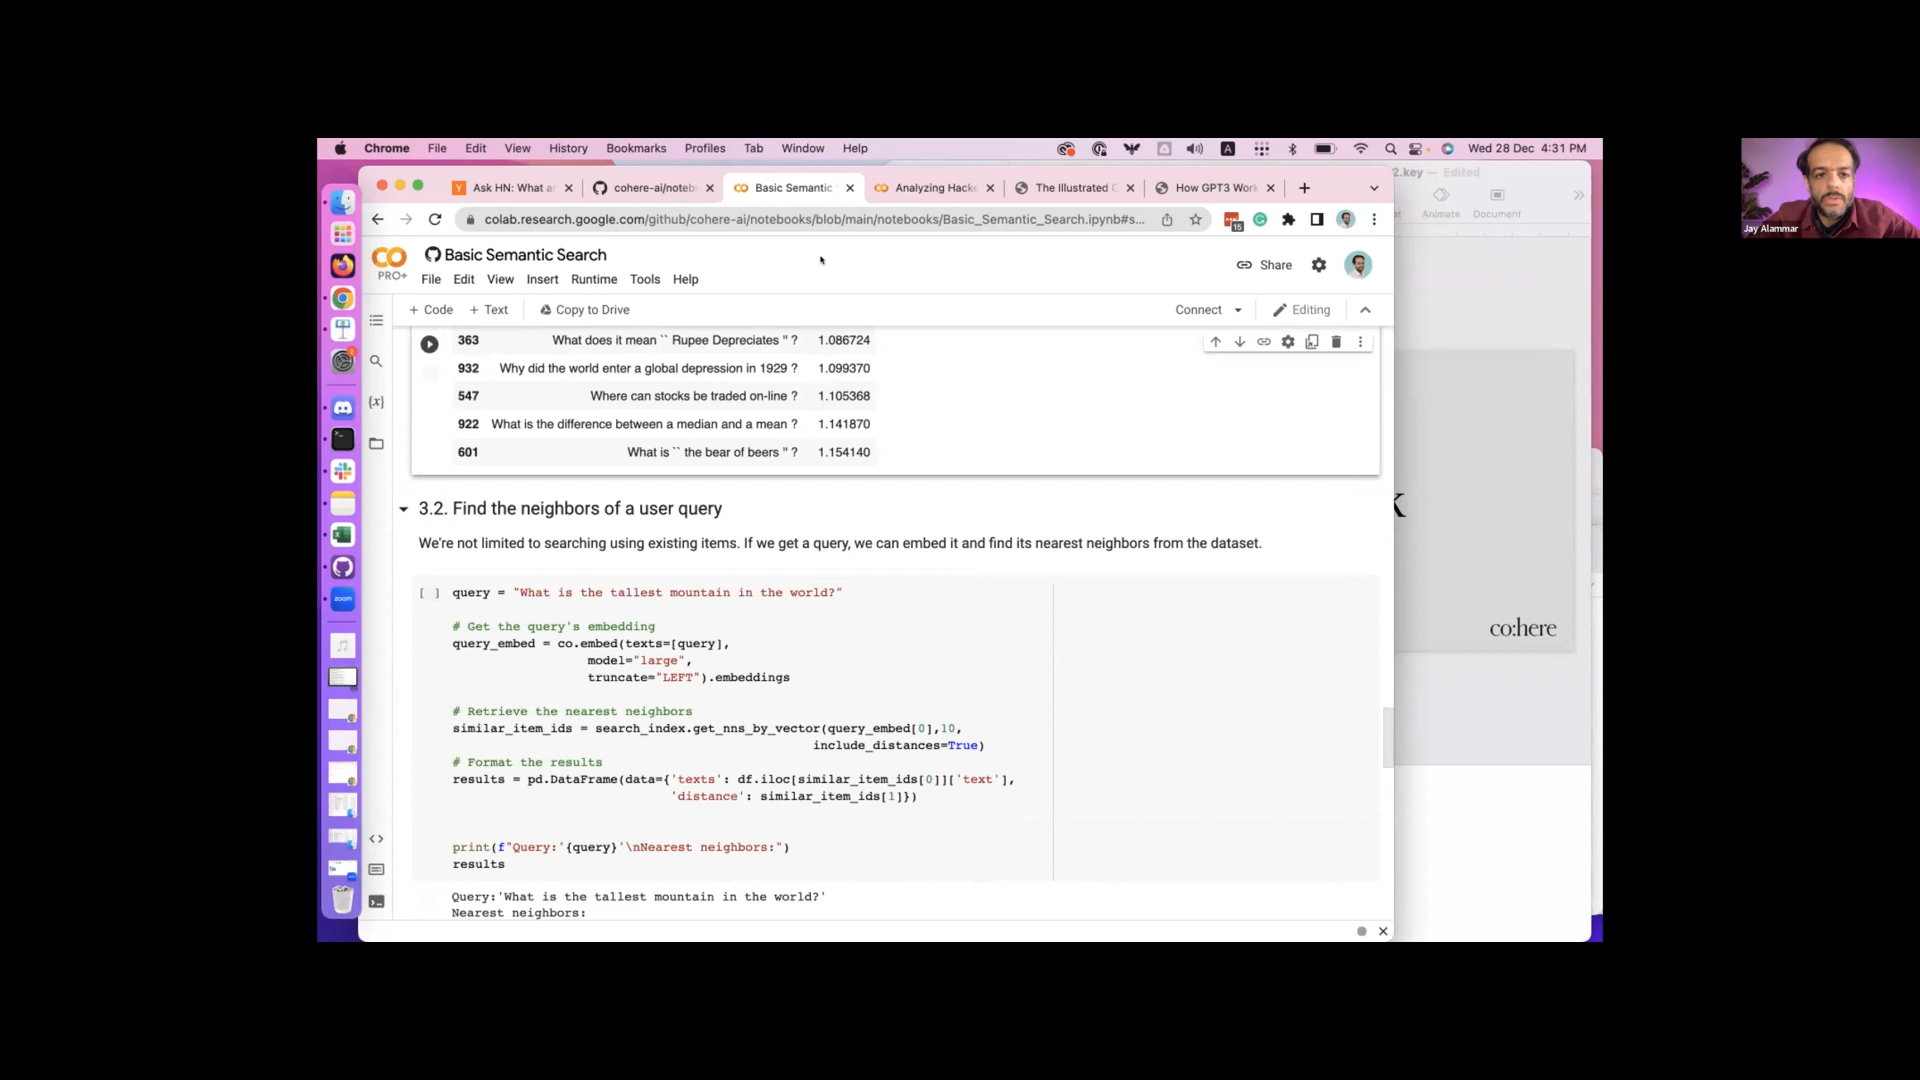 Chrome File Edit View History Bookmarks Profiles Tab Window Help A Wed 28 Dec 4:31 PM
2.key — Edited
Ask HN: What a cohere-ai/noteb Basic Semantic Analyzing Hack The Illustrated How GPT3 Work
Animate Document
colab.research.google.com/github/cohere-ai/notebooks/blob/main/notebooks/Basic_Semantic_Search.ipynb#s...
15
Jay Alammar
Basic Semantic Search
PRO+
File Edit View Insert Runtime Tools Help
Share
+ Code + Text Copy to Drive Connect Editing
363 What does it mean `` Rupee Depreciates '' ? 1.086724
932 Why did the world enter a global depression in 1929 ? 1.099370
547 Where can stocks be traded on-line ? 1.105368
922 What is the difference between a median and a mean ? 1.141870
601 What is `` the bear of beers '' ? 1.154140
3.2. Find the neighbors of a user query
We're not limited to searching using existing items. If we get a query, we can embed it and find its nearest neighbors from the dataset.
[ ] query = "What is the tallest mountain in the world?"
# Get the query's embedding
query_embed = co.embed(texts=[query],
model="large",
truncate="LEFT").embeddings
# Retrieve the nearest neighbors
similar_item_ids = search_index.get_nns_by_vector(query_embed[0],10,
include_distances=True)
# Format the results
results = pd.DataFrame(data={'texts': df.iloc[similar_item_ids[0]]['text'],
'distance': similar_item_ids[1]})
print(f"Query:'{query}'\nNearest neighbors:")
results
Query:'What is the tallest mountain in the world?'
Nearest neighbors:
zoom
k
co:here